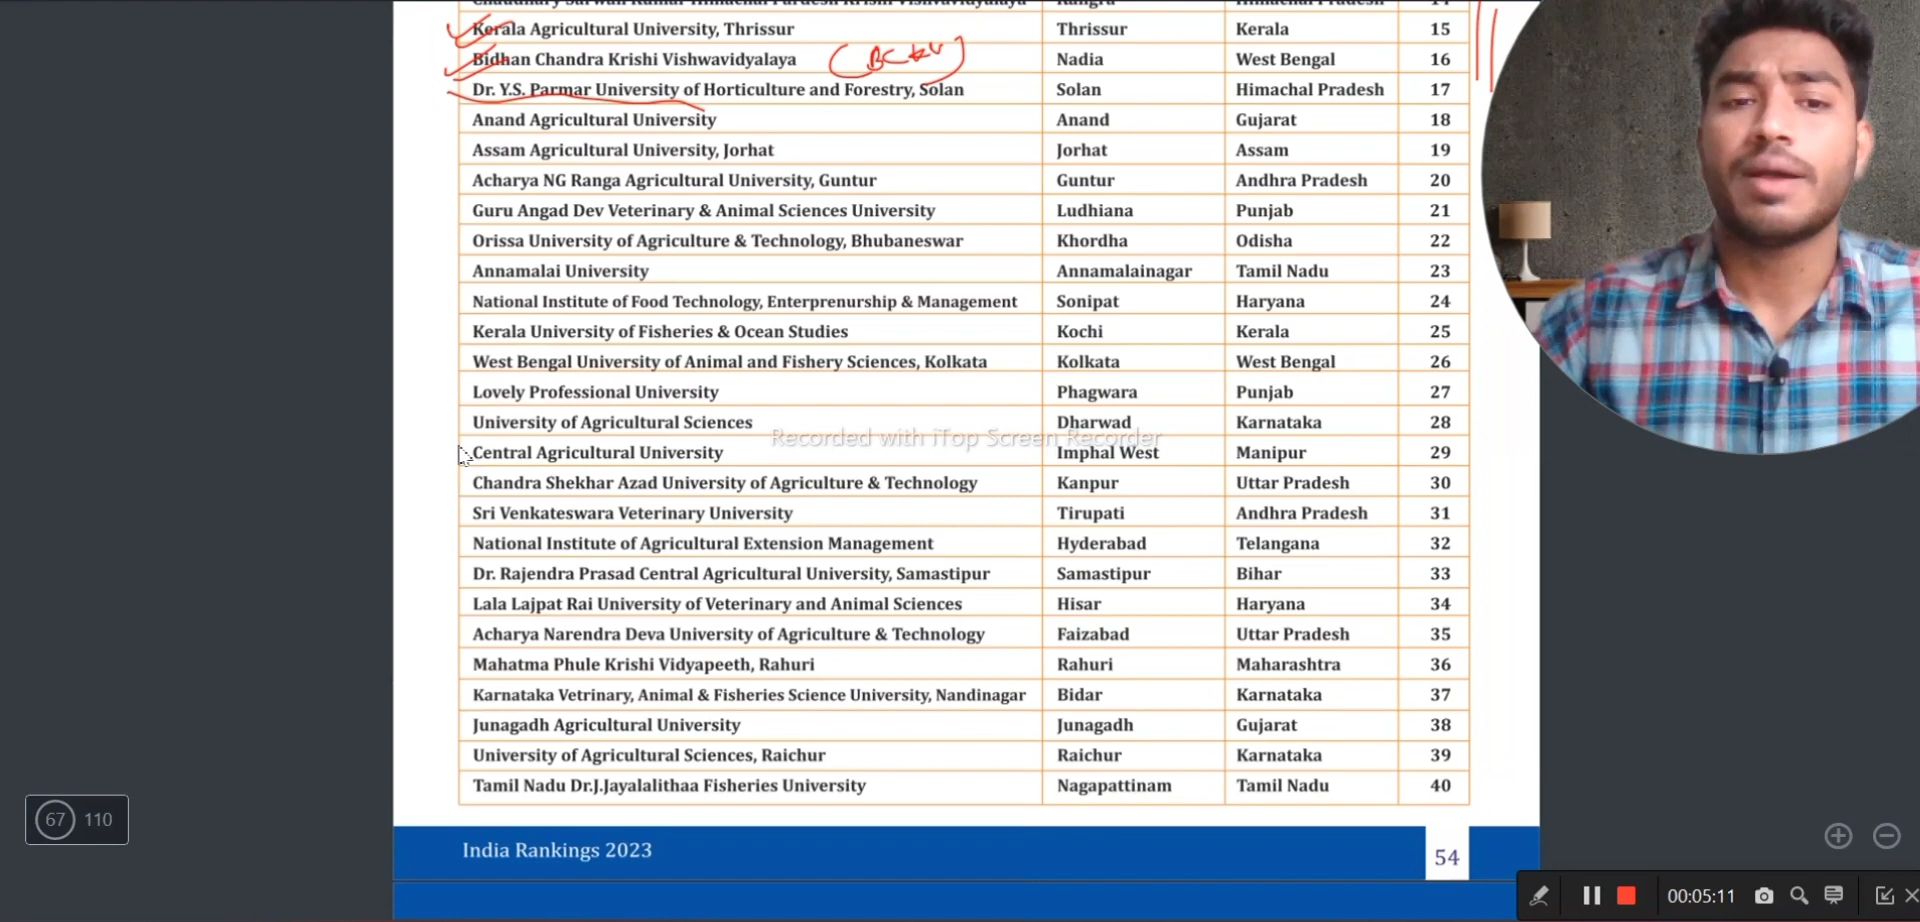 Chaudhary Sarwan Kumar Himachal Pardesh Krishi Vishvavidyalaya Kangra Himachal Pradesh 14
Kerala Agricultural University, Thrissur Thrissur Kerala 15
Bidhan Chandra Krishi Vishwavidyalaya (BCKV) Nadia West Bengal 16
Dr. Y.S. Parmar University of Horticulture and Forestry, Solan Solan Himachal Pradesh 17
Anand Agricultural University Anand Gujarat 18
Assam Agricultural University, Jorhat Jorhat Assam 19
Acharya NG Ranga Agricultural University, Guntur Guntur Andhra Pradesh 20
Guru Angad Dev Veterinary & Animal Sciences University Ludhiana Punjab 21
Orissa University of Agriculture & Technology, Bhubaneswar Khordha Odisha 22
Annamalai University Annamalainagar Tamil Nadu 23
National Institute of Food Technology, Enterprenurship & Management Sonipat Haryana 24
Kerala University of Fisheries & Ocean Studies Kochi Kerala 25
West Bengal University of Animal and Fishery Sciences, Kolkata Kolkata West Bengal 26
Lovely Professional University Phagwara Punjab 27
University of Agricultural Sciences Dharwad Karnataka 28
Recorded with iTop Screen Recorder
Central Agricultural University Imphal West Manipur 29
Chandra Shekhar Azad University of Agriculture & Technology Kanpur Uttar Pradesh 30
Sri Venkateswara Veterinary University Tirupati Andhra Pradesh 31
National Institute of Agricultural Extension Management Hyderabad Telangana 32
Dr. Rajendra Prasad Central Agricultural University, Samastipur Samastipur Bihar 33
Lala Lajpat Rai University of Veterinary and Animal Sciences Hisar Haryana 34
Acharya Narendra Deva University of Agriculture & Technology Faizabad Uttar Pradesh 35
Mahatma Phule Krishi Vidyapeeth, Rahuri Rahuri Maharashtra 36
Karnataka Vetrinary, Animal & Fisheries Science University, Nandinagar Bidar Karnataka 37
Junagadh Agricultural University Junagadh Gujarat 38
University of Agricultural Sciences, Raichur Raichur Karnataka 39
Tamil Nadu Dr.J.Jayalalithaa Fisheries University Nagapattinam Tamil Nadu 40
67 110
India Rankings 2023 54
00:05:11